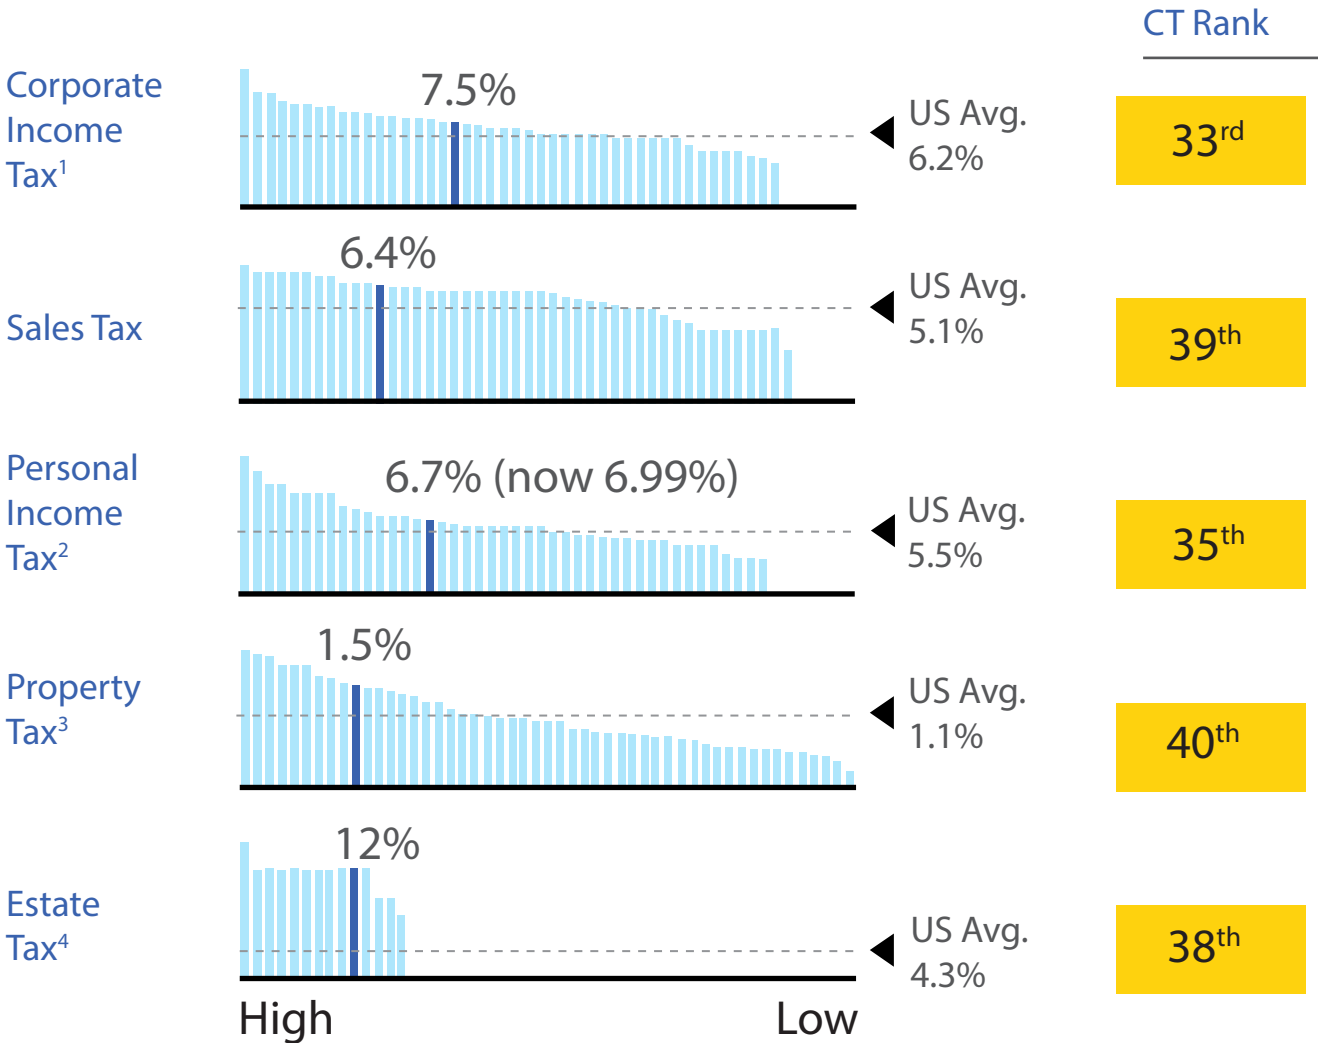 CT Rank
Corporate
Income
Tax¹
7.5%
US Avg.
6.2%
33rd
Sales Tax
6.4%
US Avg.
5.1%
39th
Personal
Income
Tax²
6.7% (now 6.99%)
US Avg.
5.5%
35th
Property
Tax³
1.5%
US Avg.
1.1%
40th
Estate
Tax⁴
12%
US Avg.
4.3%
38th
High
Low